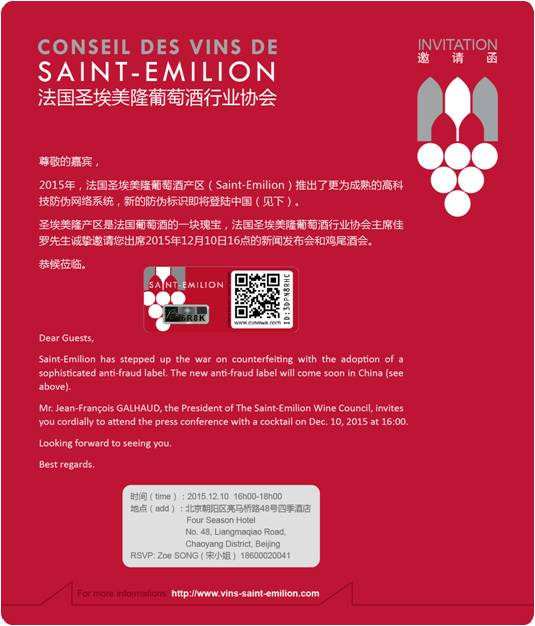 CONSEIL DES VINS DE
SAINT-EMILION
法国圣埃美隆葡萄酒行业协会
INVITATION
邀 请 函
尊敬的嘉宾，
2015年，法国圣埃美隆葡萄酒产区（Saint-Emilion）推出了更为成熟的高科
技防伪网络系统，新的防伪标识即将登陆中国（见下）。
圣埃美隆产区是法国葡萄酒的一块瑰宝，法国圣埃美隆葡萄酒行业协会主席佳
罗先生诚挚邀请您出席2015年12月10日16点的新闻发布会和鸡尾酒会。
恭候莅临。
SAINT-EMILION
6R8K
ID:3DPN8RHC
Dear Guests,
Saint-Emilion has stepped up the war on counterfeiting with the adoption of a
sophisticated anti-fraud label. The new anti-fraud label will come soon in China (see
above).
Mr. Jean-François GALHAUD, the President of The Saint-Emilion Wine Council, invites
you cordially to attend the press conference with a cocktail on Dec. 10, 2015 at 16:00.
Looking forward to seeing you.
Best regards.
时间（time）: 2015.12.10 16h00-18h00
地点（add）: 北京朝阳区亮马桥路48号四季酒店
Four Season Hotel
No. 48, Liangmaqiao Road,
Chaoyang District, Beijing
RSVP: Zoe SONG ( 宋小姐 ) 18600020041
For more informations: http://www.vins-saint-emilion.com